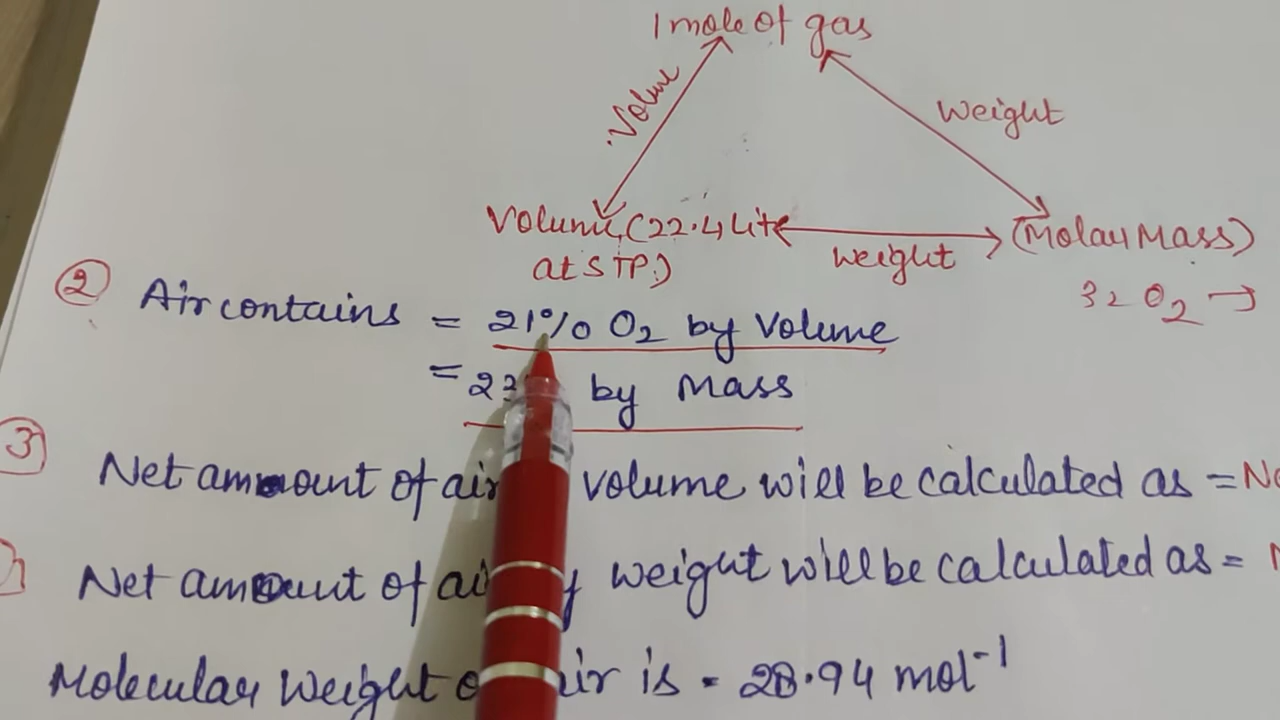 1 mole of gas
Volume
Weight
Volume (22.4 Lite
at STP)
weight
(Molar Mass)
32 O2 →
② Air contains = 21% O2 by Volume
= by Mass
③ Net amount of air volume will be calculated as =
Net amount of weight will be calculated as =
Molecular Weight is = 28.94 mol⁻¹